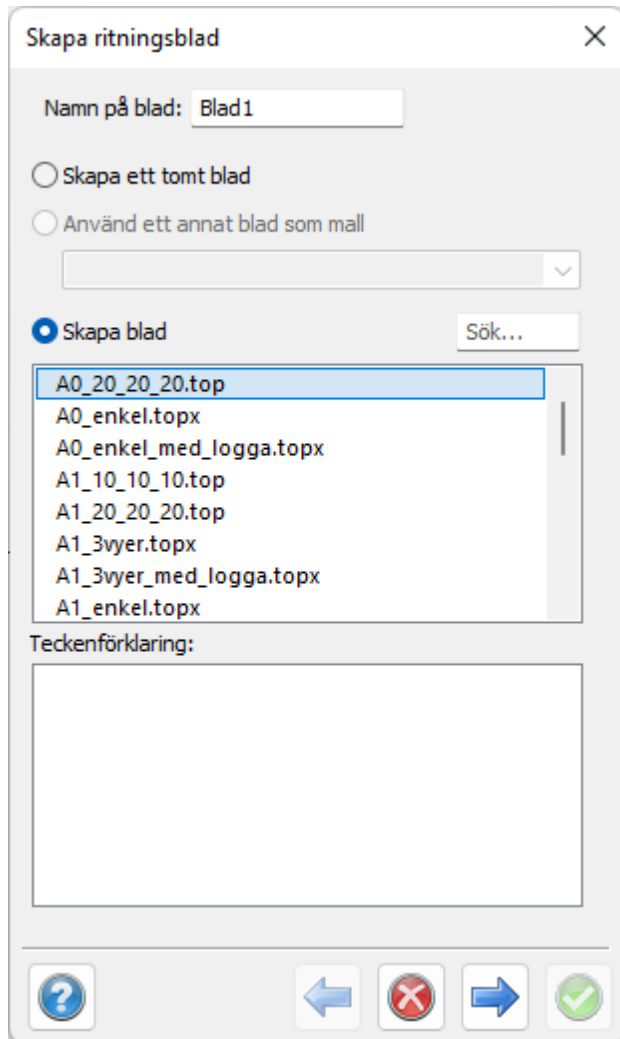 Skapa ritningsblad
Namn på blad: Blad1
Skapa ett tomt blad
Använd ett annat blad som mall
Skapa blad Sök...
A0_20_20_20.top
A0_enkel.topx
A0_enkel_med_logga.topx
A1_10_10_10.top
A1_20_20_20.top
A1_3vyer.topx
A1_3vyer_med_logga.topx
A1_enkel.topx
Teckenförklaring: